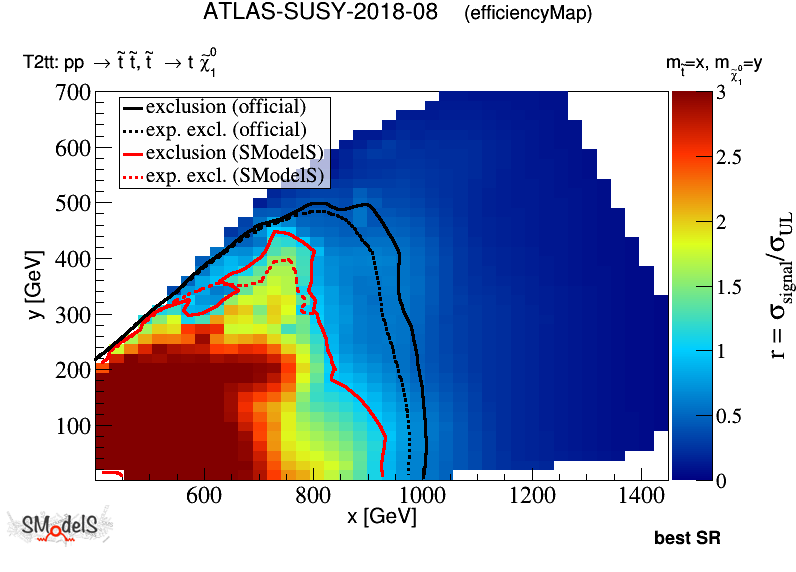 ATLAS-SUSY-2018-08 (efficiencyMap)
T2tt: pp → t̃ t̃, t̃ → t χ̃₁⁰
m_t̃=x, m_χ̃₁⁰=y
exclusion (official)
exp. excl. (official)
exclusion (SModelS)
exp. excl. (SModelS)
700
600
500
400
300
200
100
y [GeV]
600 800 1000 1200 1400
x [GeV]
3
2.5
2
1.5
1
0.5
0
r = σ_signal/σ_UL
SModelS
best SR